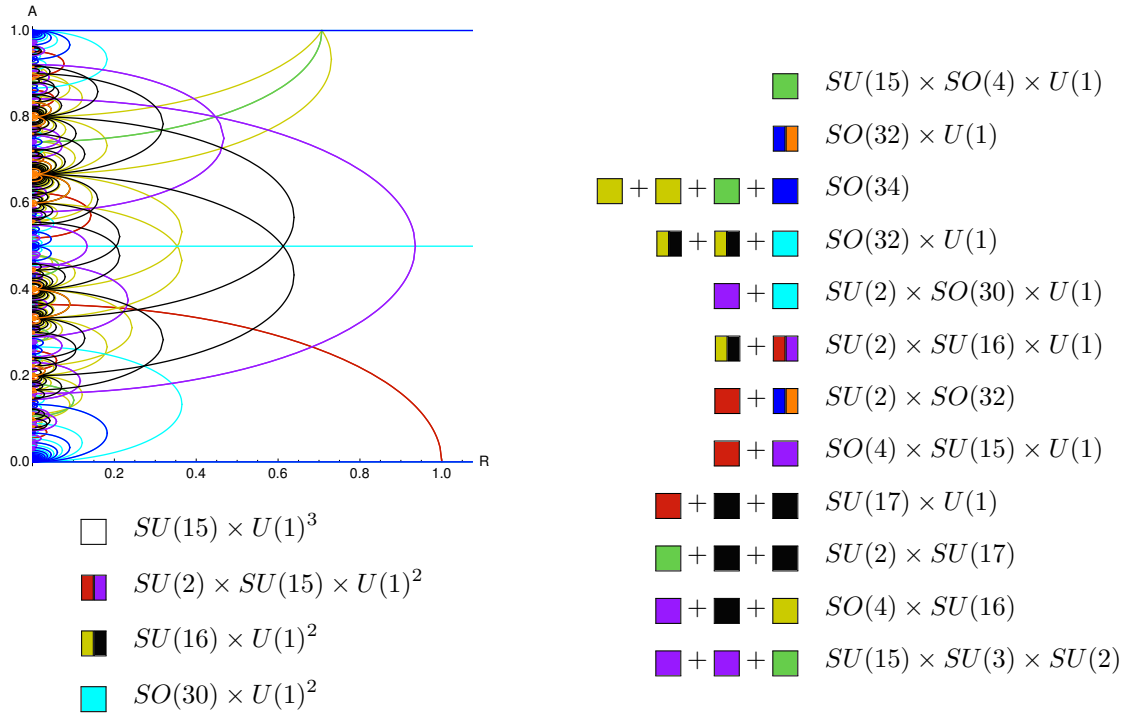 A
1.0
0.8
0.6
0.4
0.2
0.0
0.2 0.4 0.6 0.8 1.0 R
SU(15) × U(1)³
SU(2) × SU(15) × U(1)²
SU(16) × U(1)²
SO(30) × U(1)²
SU(15) × SO(4) × U(1)
SO(32) × U(1)
+ + + SO(34)
+ + SO(32) × U(1)
+ SU(2) × SO(30) × U(1)
+ SU(2) × SU(16) × U(1)
+ SU(2) × SO(32)
+ SO(4) × SU(15) × U(1)
+ + SU(17) × U(1)
+ + SU(2) × SU(17)
+ + SO(4) × SU(16)
+ + SU(15) × SU(3) × SU(2)